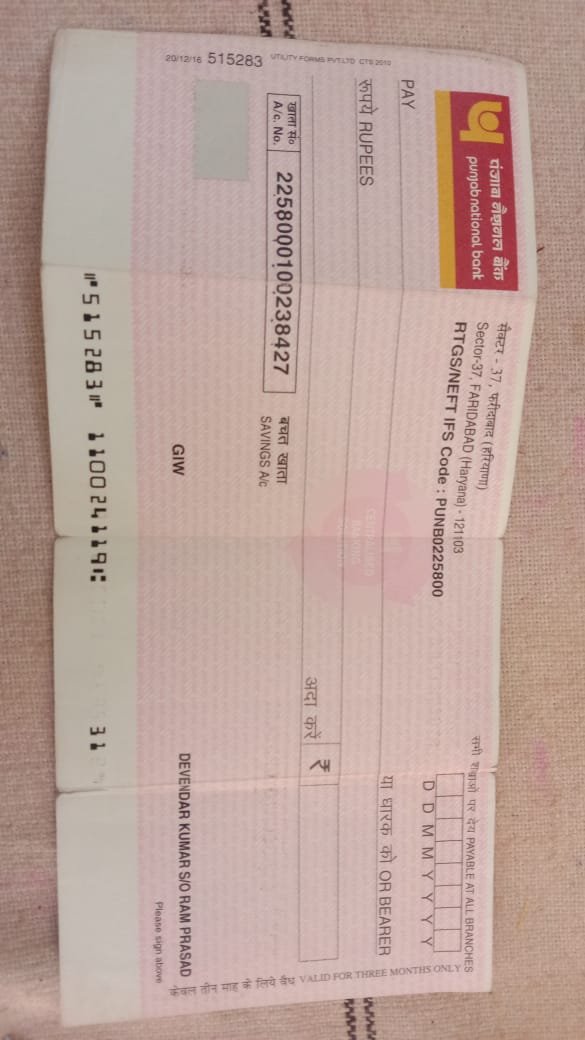 पंजाब नैशनल बैंक
punjab national bank
सैक्टर - 37, फरीदाबाद (हरियाणा)
Sector-37, FARIDABAD (Haryana) - 121103
RTGS/NEFT IFS Code : PUNB0225800
सभी शाखाओं पर देय PAYABLE AT ALL BRANCHES
D D M M Y Y Y Y
PAY
या धारक को OR BEARER
रूपये RUPEES
अदा करें ₹
खाता सं०
A/c. No.
2258000100238427
बचत खाता
SAVINGS A/c
GIW
DEVENDAR KUMAR S/O RAM PRASAD
Please sign above
20/12/16 515283 UTILITY FORMS PVT.LTD CTS 2010
केवल तीन माह के लिये वैध VALID FOR THREE MONTHS ONLY
⑈515283⑈ 110024119⑆ 31